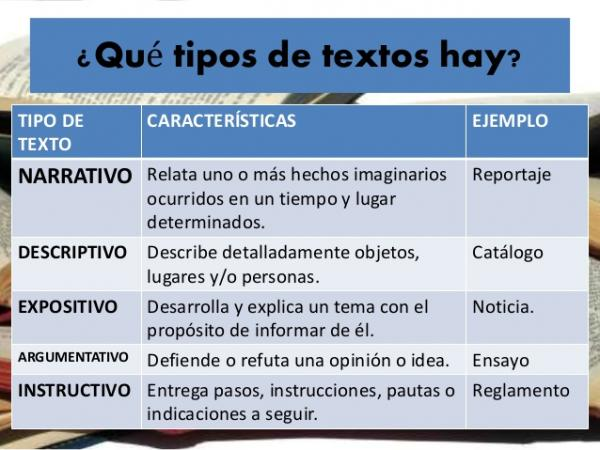 ¿Qué tipos de textos hay?
TIPO DE TEXTO CARACTERÍSTICAS EJEMPLO
NARRATIVO Relata uno o más hechos imaginarios ocurridos en un tiempo y lugar determinados. Reportaje
DESCRIPTIVO Describe detalladamente objetos, lugares y/o personas. Catálogo
EXPOSITIVO Desarrolla y explica un tema con el propósito de informar de él. Noticia.
ARGUMENTATIVO Defiende o refuta una opinión o idea. Ensayo
INSTRUCTIVO Entrega pasos, instrucciones, pautas o indicaciones a seguir. Reglamento